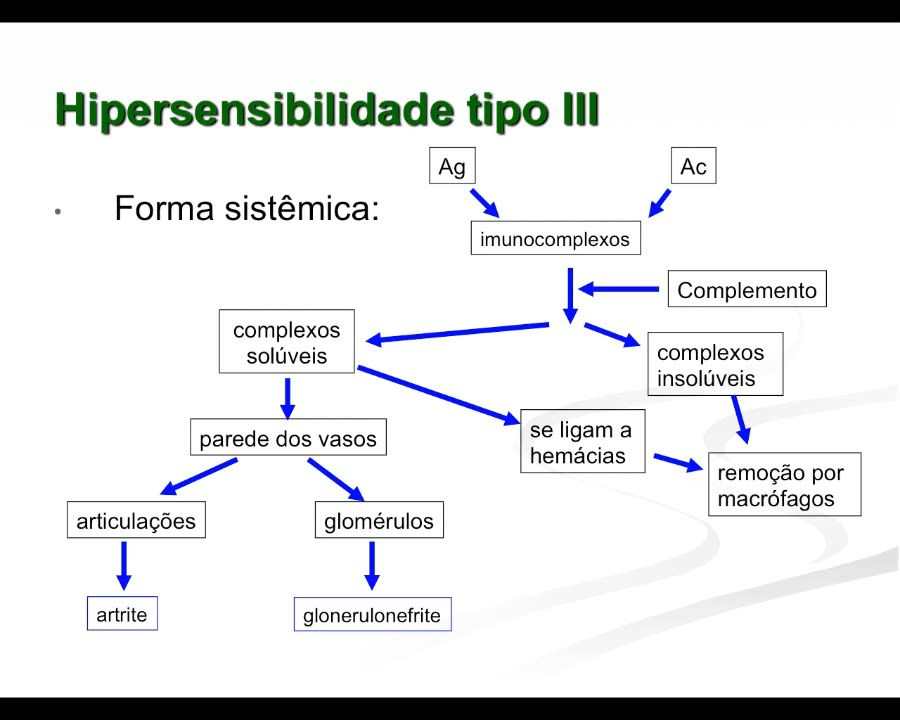 Hipersensibilidade tipo III
• Forma sistêmica:
Ag
Ac
imunocomplexos
Complemento
complexos
solúveis
complexos
insolúveis
parede dos vasos
se ligam a
hemácias
remoção por
macrófagos
articulações
glomérulos
artrite
glonerulonefrite